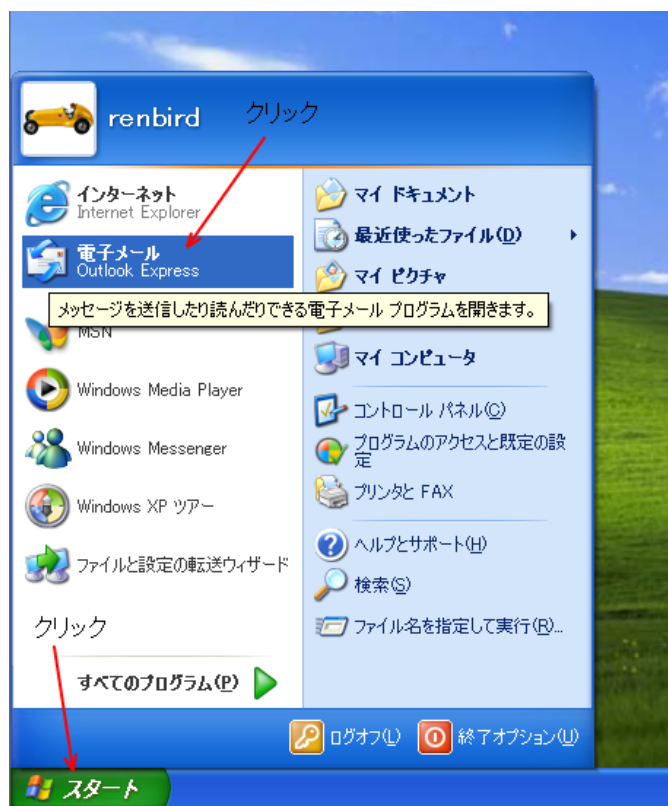 renbird
クリック
インターネット
Internet Explorer
電子メール
Outlook Express
メッセージを送信したり読んだりできる電子メール プログラムを開きます。
MSN
Windows Media Player
Windows Messenger
Windows XP ツアー
ファイルと設定の転送ウィザード
クリック
すべてのプログラム(P)
マイ ドキュメント
最近使ったファイル(D)
マイ ピクチャ
マイ コンピュータ
コントロール パネル(C)
プログラムのアクセスと既定の設
定
プリンタと FAX
ヘルプとサポート(H)
検索(S)
ファイル名を指定して実行(R)...
ログオフ(L)
終了オプション(U)
スタート